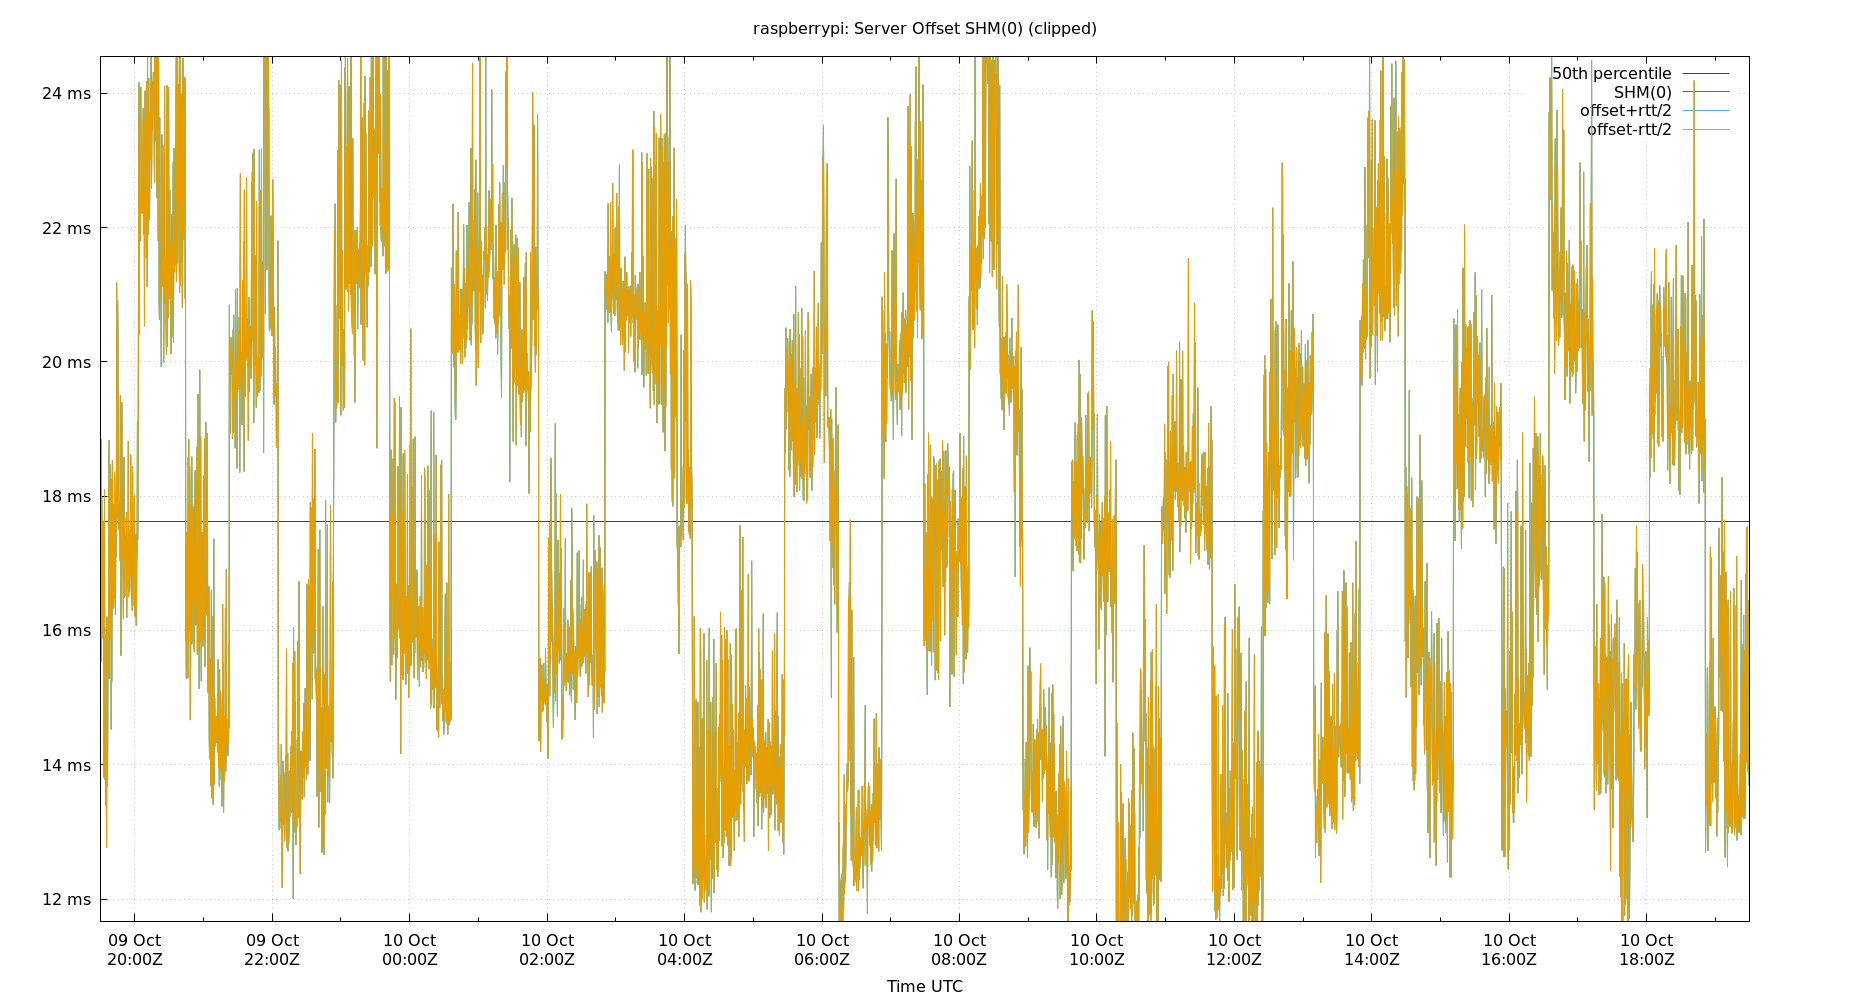 raspberrypi: Server Offset SHM(0) (clipped)
50th percentile
SHM(0)
offset+rtt/2
offset-rtt/2
24 ms
22 ms
20 ms
18 ms
16 ms
14 ms
12 ms
09 Oct 09 Oct 10 Oct 10 Oct 10 Oct 10 Oct 10 Oct 10 Oct 10 Oct 10 Oct 10 Oct 10 Oct
20:00Z 22:00Z 00:00Z 02:00Z 04:00Z 06:00Z 08:00Z 10:00Z 12:00Z 14:00Z 16:00Z 18:00Z
Time UTC